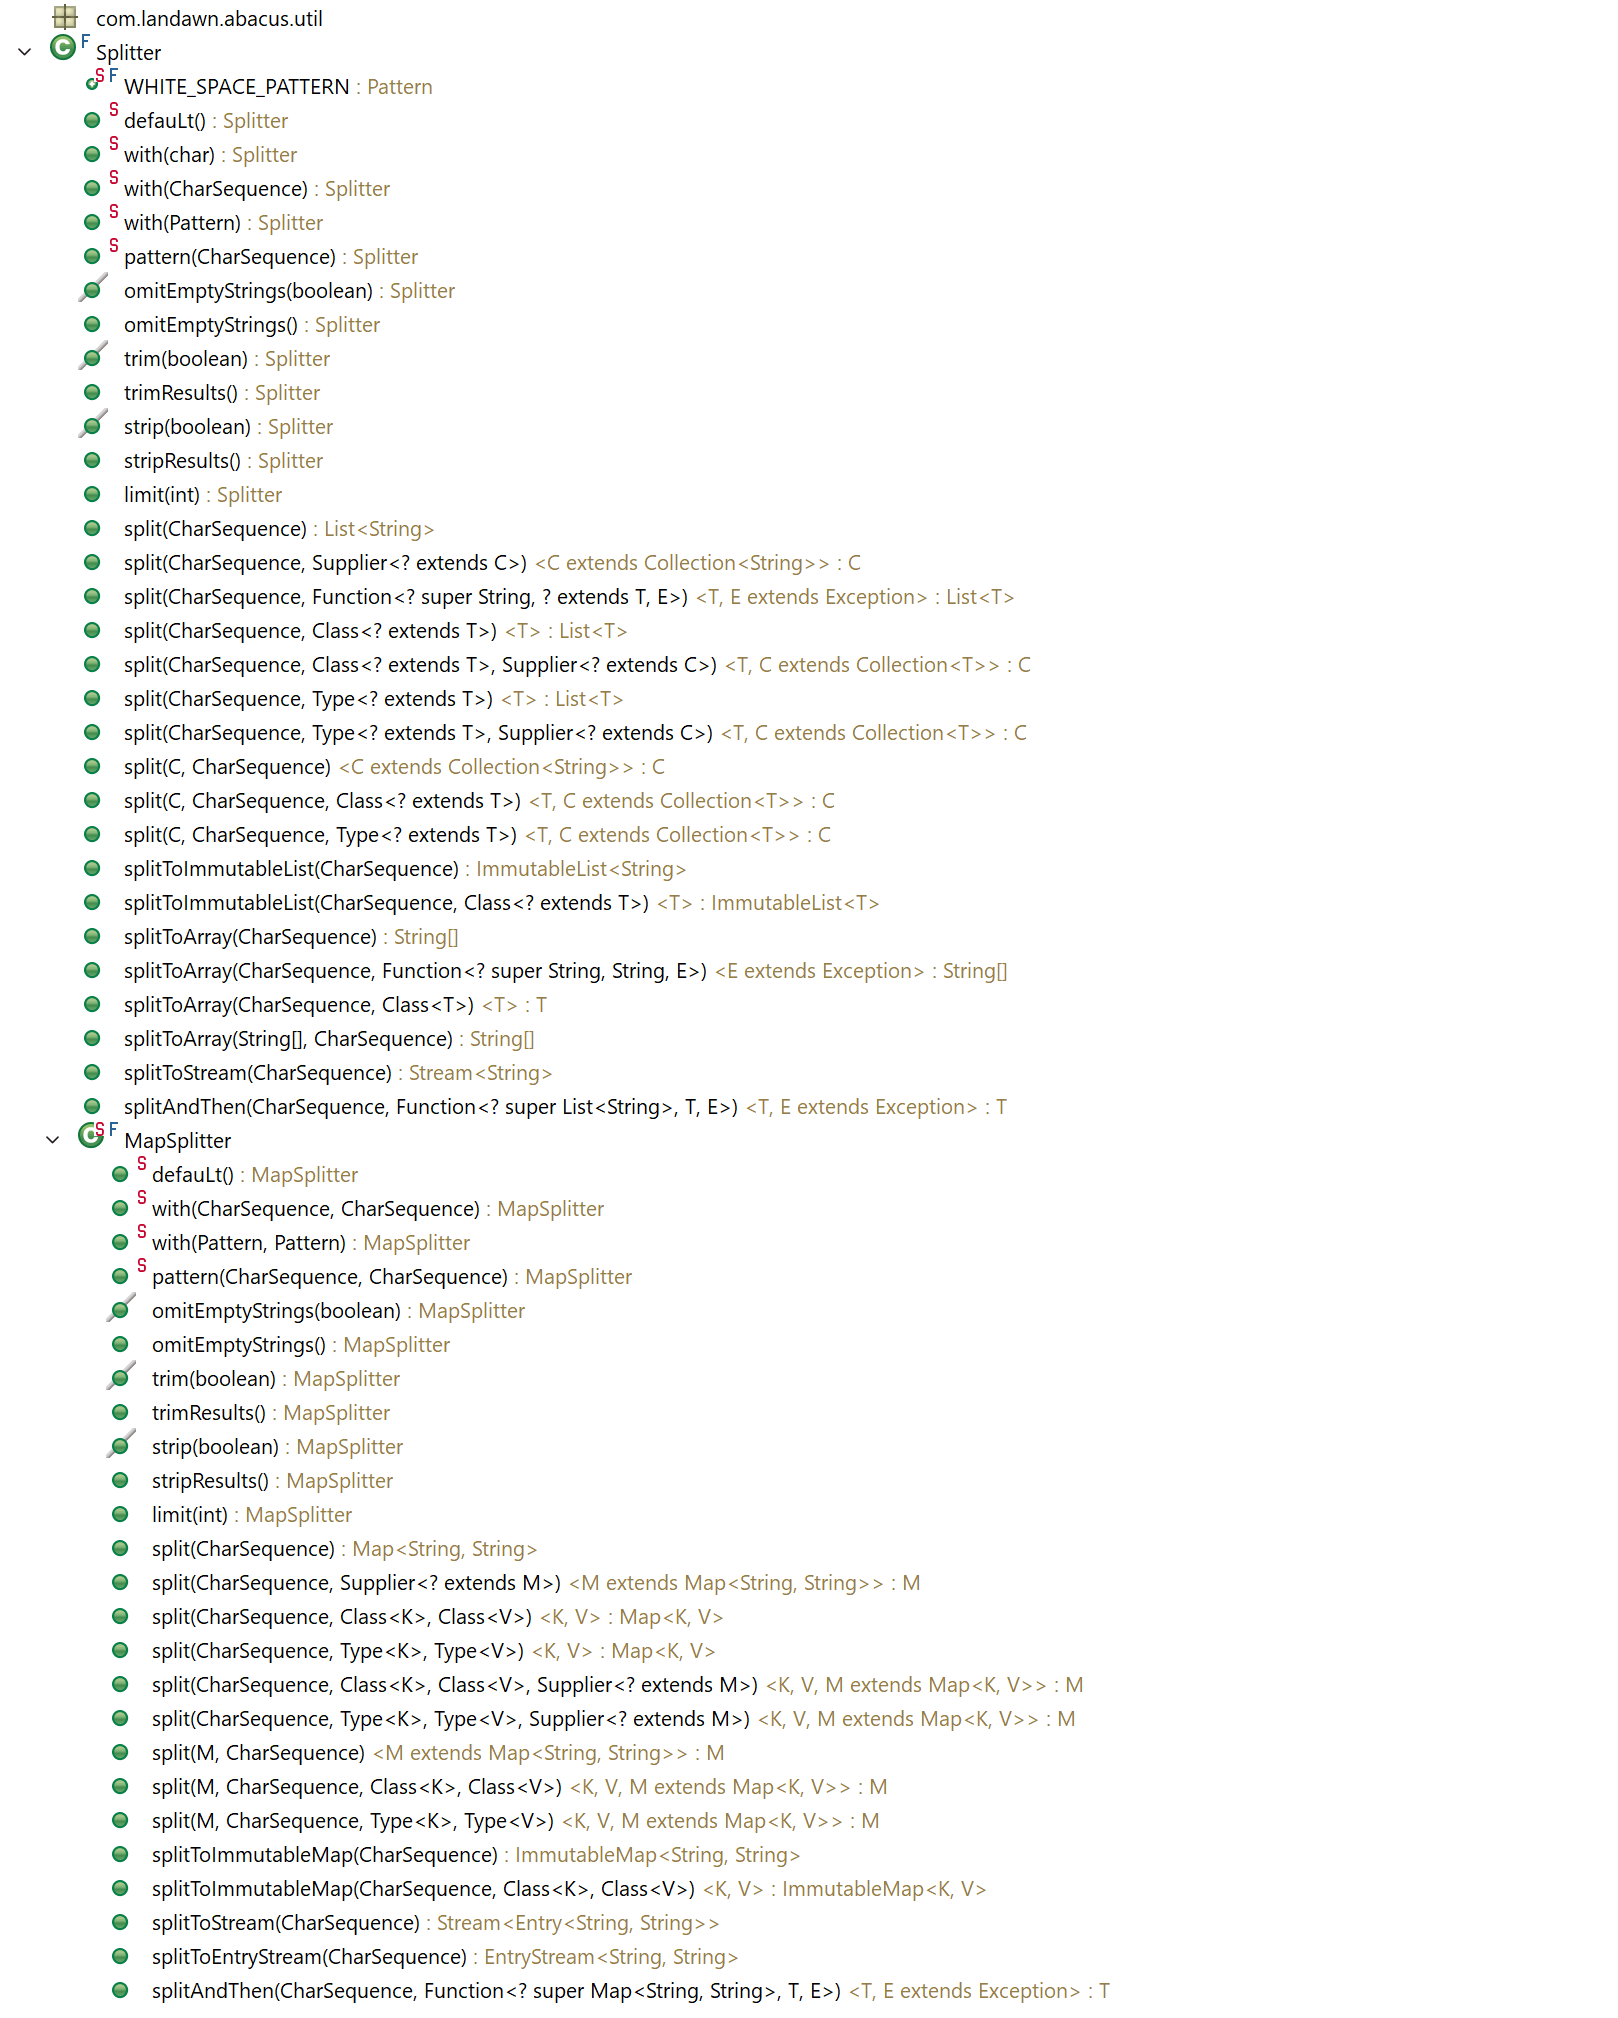 com.landawn.abacus.util
Splitter
WHITE_SPACE_PATTERN : Pattern
defauLt() : Splitter
with(char) : Splitter
with(CharSequence) : Splitter
with(Pattern) : Splitter
pattern(CharSequence) : Splitter
omitEmptyStrings(boolean) : Splitter
omitEmptyStrings() : Splitter
trim(boolean) : Splitter
trimResults() : Splitter
strip(boolean) : Splitter
stripResults() : Splitter
limit(int) : Splitter
split(CharSequence) : List<String>
split(CharSequence, Supplier<? extends C>) <C extends Collection<String>> : C
split(CharSequence, Function<? super String, ? extends T, E>) <T, E extends Exception> : List<T>
split(CharSequence, Class<? extends T>) <T> : List<T>
split(CharSequence, Class<? extends T>, Supplier<? extends C>) <T, C extends Collection<T>> : C
split(CharSequence, Type<? extends T>) <T> : List<T>
split(CharSequence, Type<? extends T>, Supplier<? extends C>) <T, C extends Collection<T>> : C
split(C, CharSequence) <C extends Collection<String>> : C
split(C, CharSequence, Class<? extends T>) <T, C extends Collection<T>> : C
split(C, CharSequence, Type<? extends T>) <T, C extends Collection<T>> : C
splitToImmutableList(CharSequence) : ImmutableList<String>
splitToImmutableList(CharSequence, Class<? extends T>) <T> : ImmutableList<T>
splitToArray(CharSequence) : String[]
splitToArray(CharSequence, Function<? super String, String, E>) <E extends Exception> : String[]
splitToArray(CharSequence, Class<T>) <T> : T
splitToArray(String[], CharSequence) : String[]
splitToStream(CharSequence) : Stream<String>
splitAndThen(CharSequence, Function<? super List<String>, T, E>) <T, E extends Exception> : T
MapSplitter
defauLt() : MapSplitter
with(CharSequence, CharSequence) : MapSplitter
with(Pattern, Pattern) : MapSplitter
pattern(CharSequence, CharSequence) : MapSplitter
omitEmptyStrings(boolean) : MapSplitter
omitEmptyStrings() : MapSplitter
trim(boolean) : MapSplitter
trimResults() : MapSplitter
strip(boolean) : MapSplitter
stripResults() : MapSplitter
limit(int) : MapSplitter
split(CharSequence) : Map<String, String>
split(CharSequence, Supplier<? extends M>) <M extends Map<String, String>> : M
split(CharSequence, Class<K>, Class<V>) <K, V> : Map<K, V>
split(CharSequence, Type<K>, Type<V>) <K, V> : Map<K, V>
split(CharSequence, Class<K>, Class<V>, Supplier<? extends M>) <K, V, M extends Map<K, V>> : M
split(CharSequence, Type<K>, Type<V>, Supplier<? extends M>) <K, V, M extends Map<K, V>> : M
split(M, CharSequence) <M extends Map<String, String>> : M
split(M, CharSequence, Class<K>, Class<V>) <K, V, M extends Map<K, V>> : M
split(M, CharSequence, Type<K>, Type<V>) <K, V, M extends Map<K, V>> : M
splitToImmutableMap(CharSequence) : ImmutableMap<String, String>
splitToImmutableMap(CharSequence, Class<K>, Class<V>) <K, V> : ImmutableMap<K, V>
splitToStream(CharSequence) : Stream<Entry<String, String>>
splitToEntryStream(CharSequence) : EntryStream<String, String>
splitAndThen(CharSequence, Function<? super Map<String, String>, T, E>) <T, E extends Exception> : T